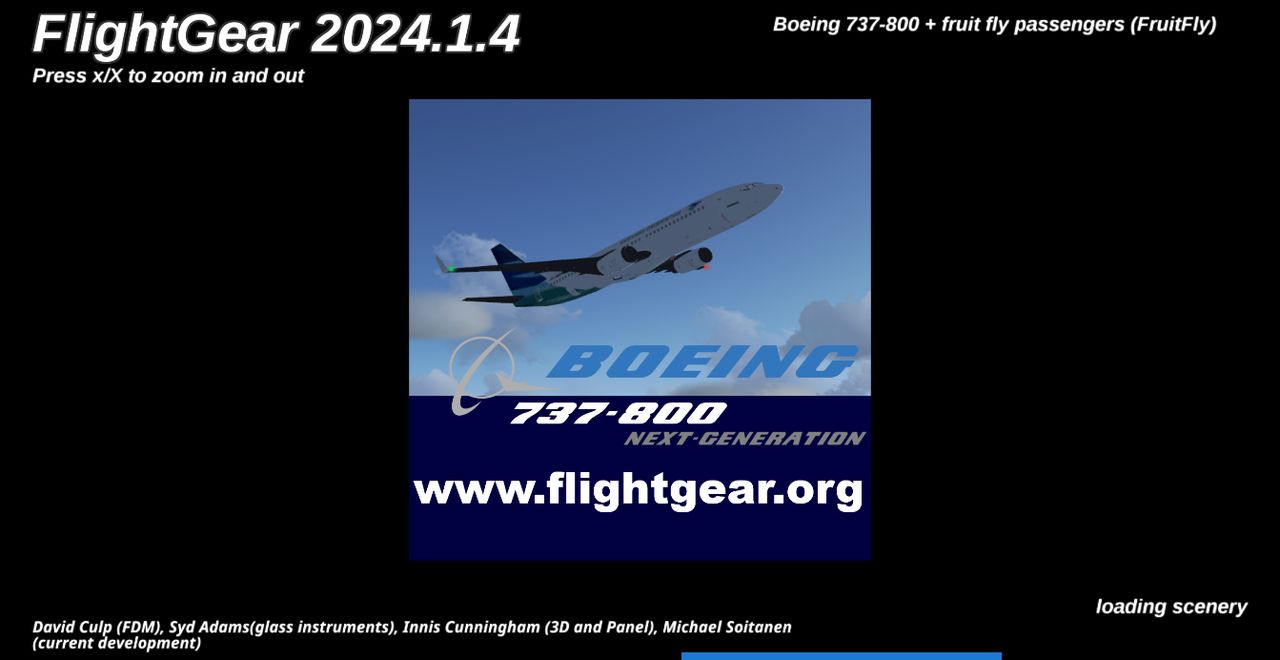 FlightGear 2024.1.4
Boeing 737-800 + fruit fly passengers (FruitFly)
Press x/X to zoom in and out
BOEING
737-800
NEXT-GENERATION
www.flightgear.org
loading scenery
David Culp (FDM), Syd Adams(glass instruments), Innis Cunningham (3D and Panel), Michael Soitanen
(current development)